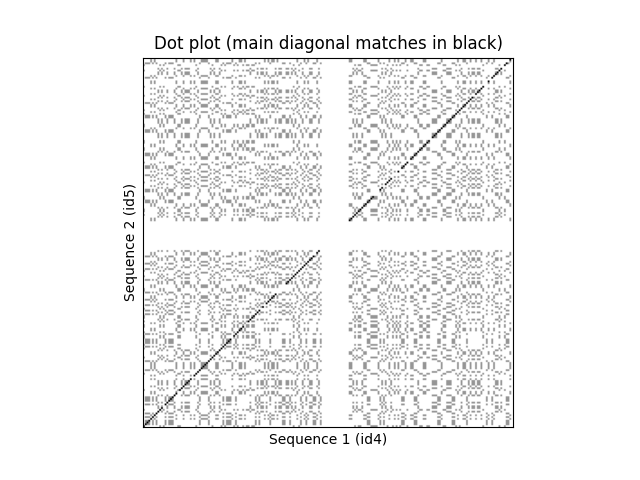 Dot plot (main diagonal matches in black)
Sequence 2 (id5)
Sequence 1 (id4)